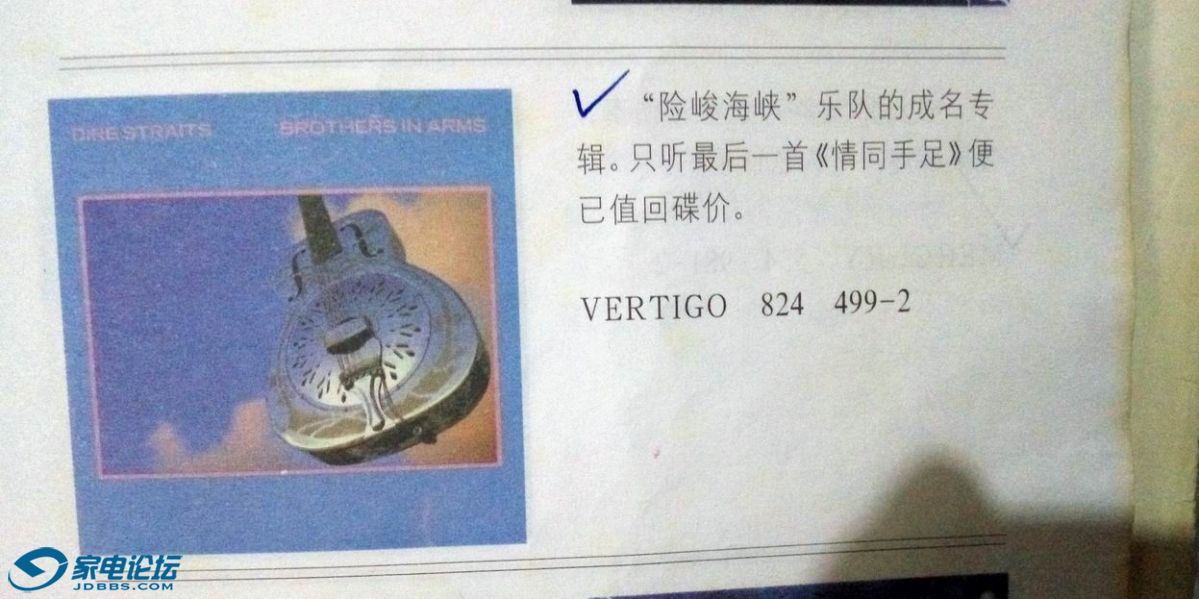 DIRE STRAITS BROTHERS IN ARMS
“险峻海峡”乐队的成名专
辑。只听最后一首《情同手足》便
已值回碟价。
VERTIGO 824 499-2
家电论坛
JDBBS.COM